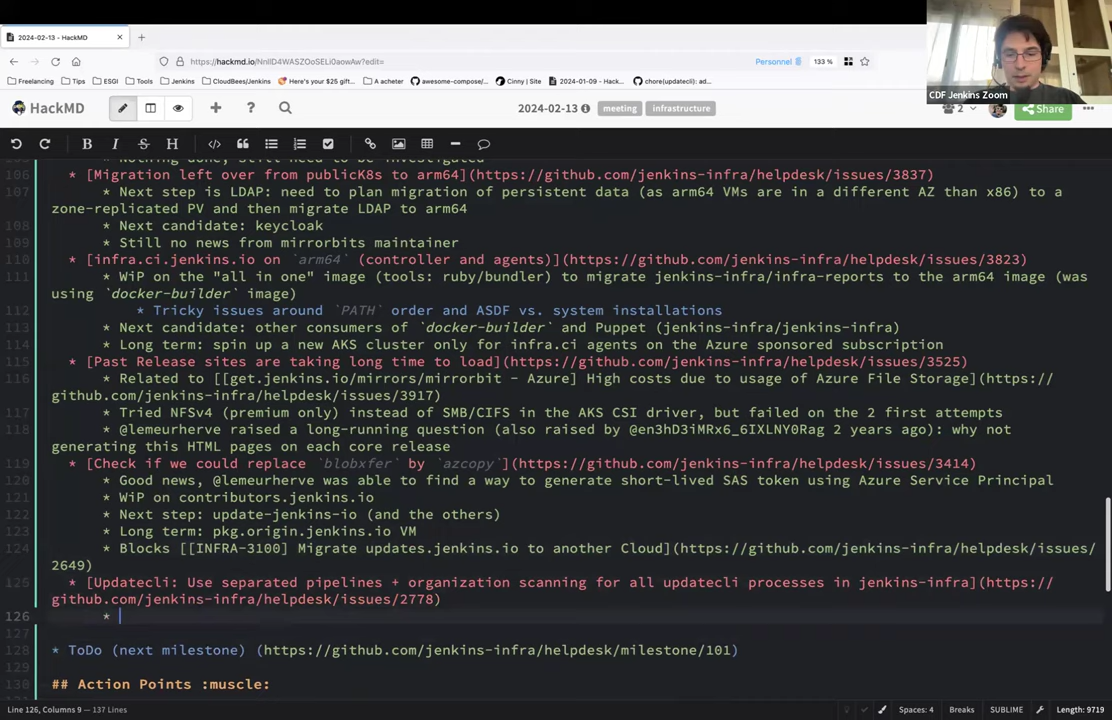 2024-02-13 - HackMD
https://hackmd.io/NnIlD4WASZOoSELi0aowAw?edit=
Personnel
133 %
Freelancing
Tips
ESGI
Tools
Jenkins
CloudBees/Jenkins
Here's your $25 gift...
awesome-compose/...
Cinny | Site
2024-01-09 - HackMD
chore(updatecli): ad...
CDF Jenkins Zoom
HackMD
2024-02-13
meeting
infrastructure
2
Share
* Nothing done, still need to be investigated
106 * [Migration left over from publicK8s to arm64](https://github.com/jenkins-infra/helpdesk/issues/3837)
107 * Next step is LDAP: need to plan migration of persistent data (as arm64 VMs are in a different AZ than x86) to a
zone-replicated PV and then migrate LDAP to arm64
108 * Next candidate: keycloak
109 * Still no news from mirrorbits maintainer
110 * [infra.ci.jenkins.io on `arm64` (controller and agents)](https://github.com/jenkins-infra/helpdesk/issues/3823)
111 * WiP on the "all in one" image (tools: ruby/bundler) to migrate jenkins-infra/infra-reports to the arm64 image (was
using `docker-builder` image)
112 * Tricky issues around `PATH` order and ASDF vs. system installations
113 * Next candidate: other consumers of `docker-builder` and Puppet (jenkins-infra/jenkins-infra)
114 * Long term: spin up a new AKS cluster only for infra.ci agents on the Azure sponsored subscription
115 * [Past Release sites are taking long time to load](https://github.com/jenkins-infra/helpdesk/issues/3525)
116 * Related to [[get.jenkins.io/mirrors/mirrorbit - Azure] High costs due to usage of Azure File Storage](https://
github.com/jenkins-infra/helpdesk/issues/3917)
117 * Tried NFSv4 (premium only) instead of SMB/CIFS in the AKS CSI driver, but failed on the 2 first attempts
118 * @lemeurherve raised a long-running question (also raised by @en3hD3iMRx6_6IXLNY0Rag 2 years ago): why not
generating this HTML pages on each core release
119 * [Check if we could replace `blobxfer` by `azcopy`](https://github.com/jenkins-infra/helpdesk/issues/3414)
120 * Good news, @lemeurherve was able to find a way to generate short-lived SAS token using Azure Service Principal
121 * WiP on contributors.jenkins.io
122 * Next step: update-jenkins-io (and the others)
123 * Long term: pkg.origin.jenkins.io VM
124 * Blocks [[INFRA-3100] Migrate updates.jenkins.io to another Cloud](https://github.com/jenkins-infra/helpdesk/issues/
2649)
125 * [Updatecli: Use separated pipelines + organization scanning for all updatecli processes in jenkins-infra](https://
github.com/jenkins-infra/helpdesk/issues/2778)
126 *
127
128 * ToDo (next milestone) (https://github.com/jenkins-infra/helpdesk/milestone/101)
129
130 ## Action Points :muscle:
Line 126, Columns 9 — 137 Lines
Spaces: 4
Breaks
SUBLIME
Length: 9719